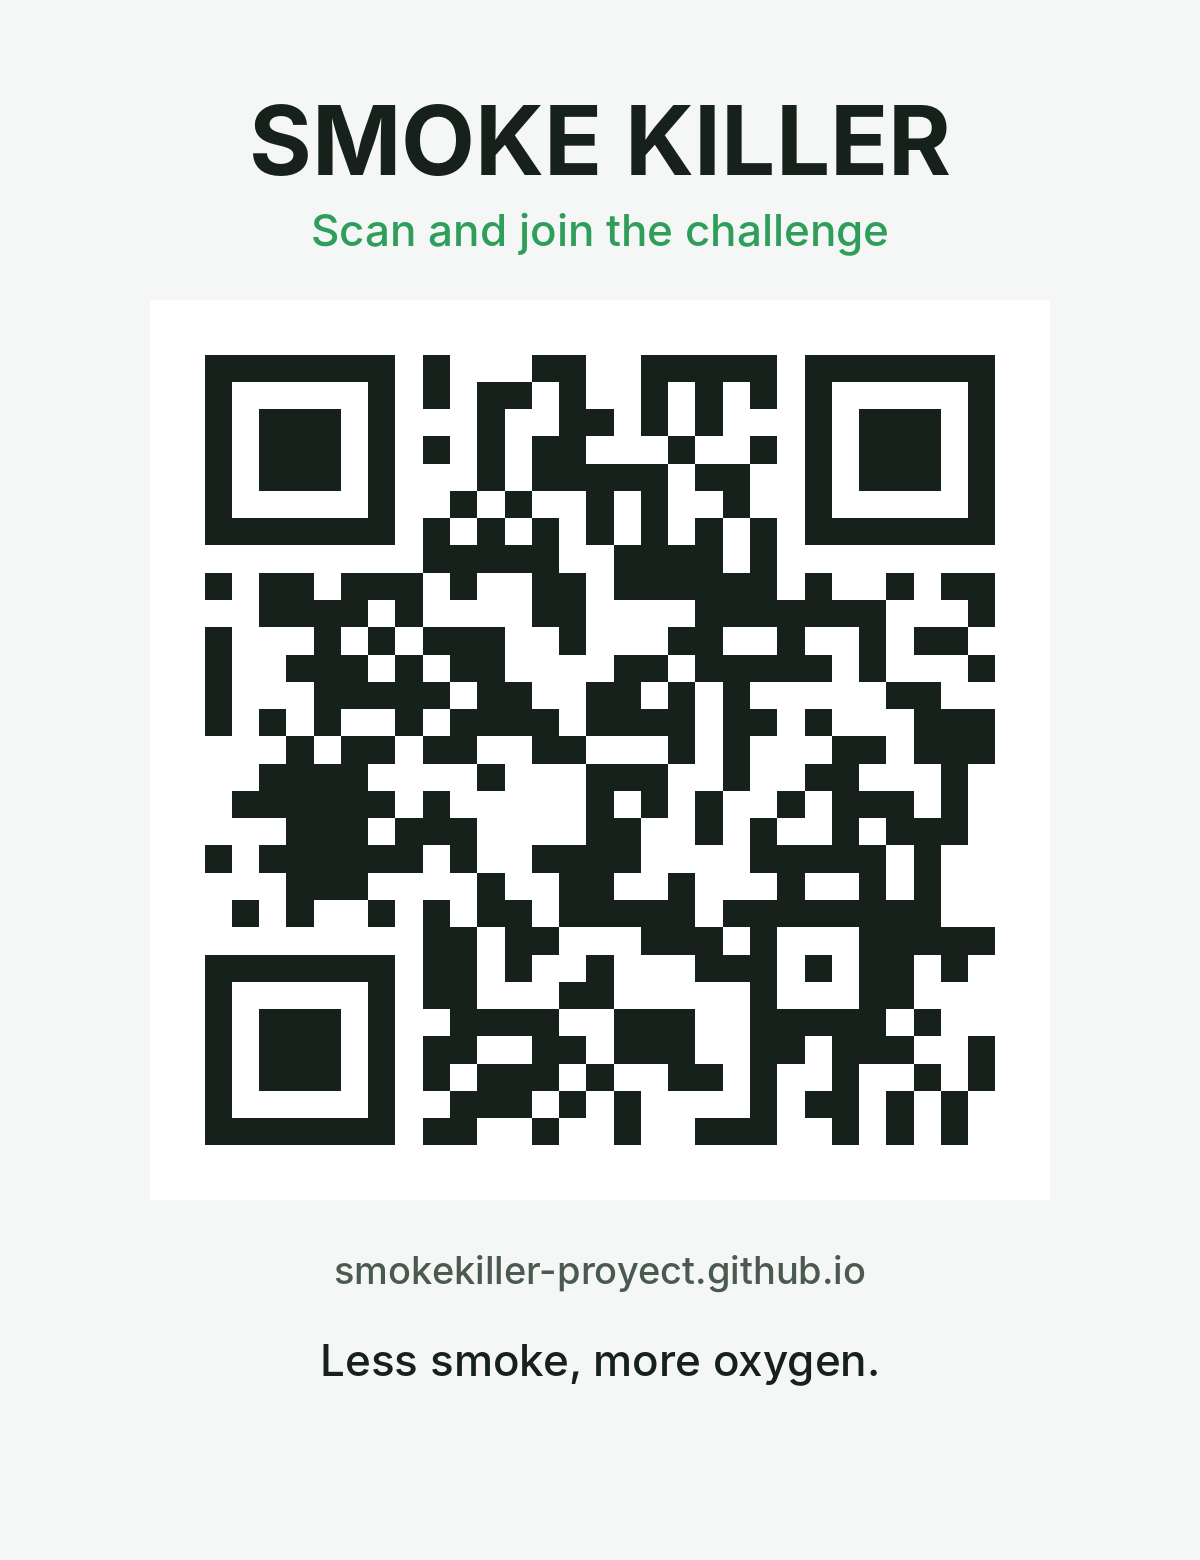 SMOKE KILLER
Scan and join the challenge
smokekiller-proyect.github.io
Less smoke, more oxygen.